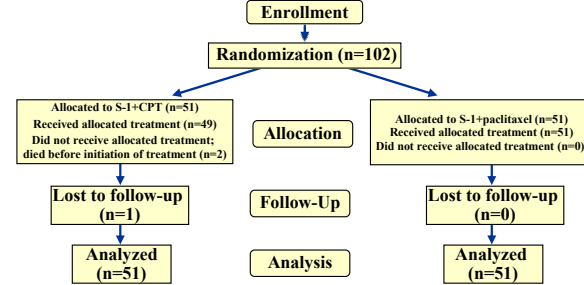 Enrollment
Randomization (n=102)
Allocated to S-1+CPT (n=51)
Received allocated treatment (n=49)
Did not receive allocated treatment;
died before initiation of treatment (n=2)
Allocation
Allocated to S-1+paclitaxel (n=51)
Received allocated treatment (n=51)
Did not receive allocated treatment (n=0)
Lost to follow-up
(n=1)
Follow-Up
Lost to follow-up
(n=0)
Analyzed
(n=51)
Analysis
Analyzed
(n=51)